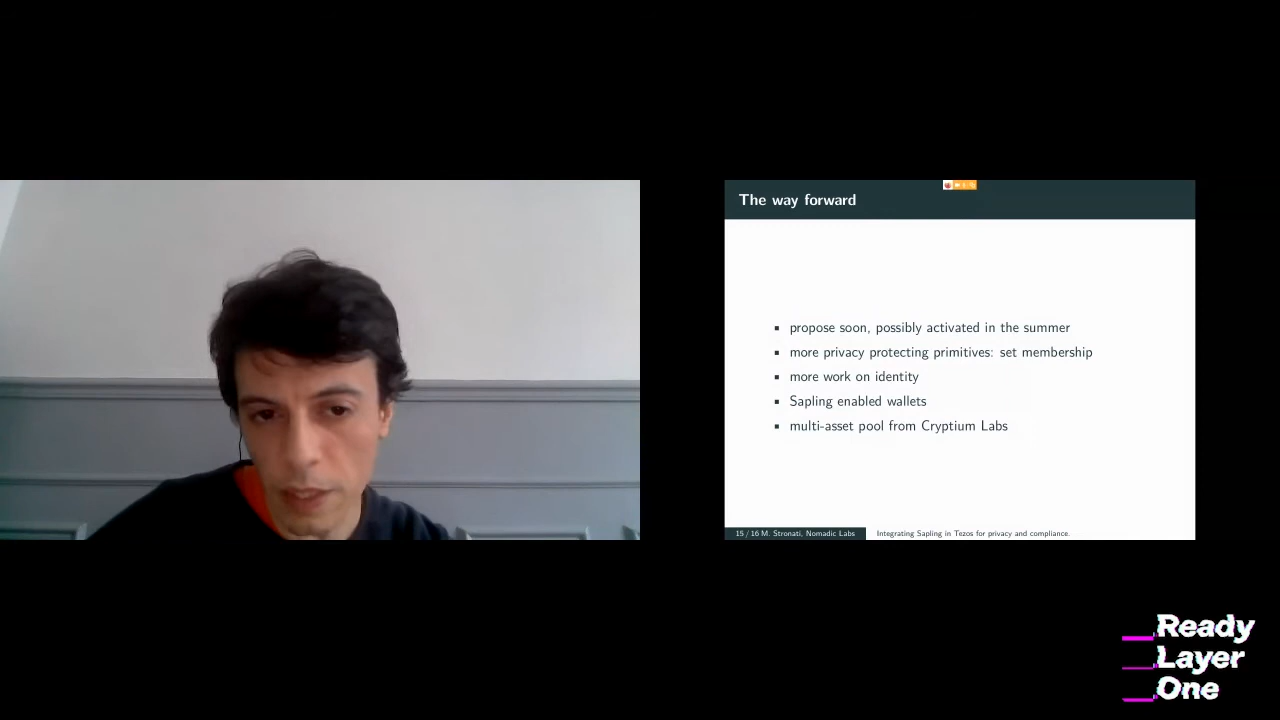 The way forward
propose soon, possibly activated in the summer
more privacy protecting primitives: set membership
more work on identity
Sapling enabled wallets
multi-asset pool from Cryptium Labs
15 / 16 M. Stronati, Nomadic Labs Integrating Sapling in Tezos for privacy and compliance.
Ready
Layer
One